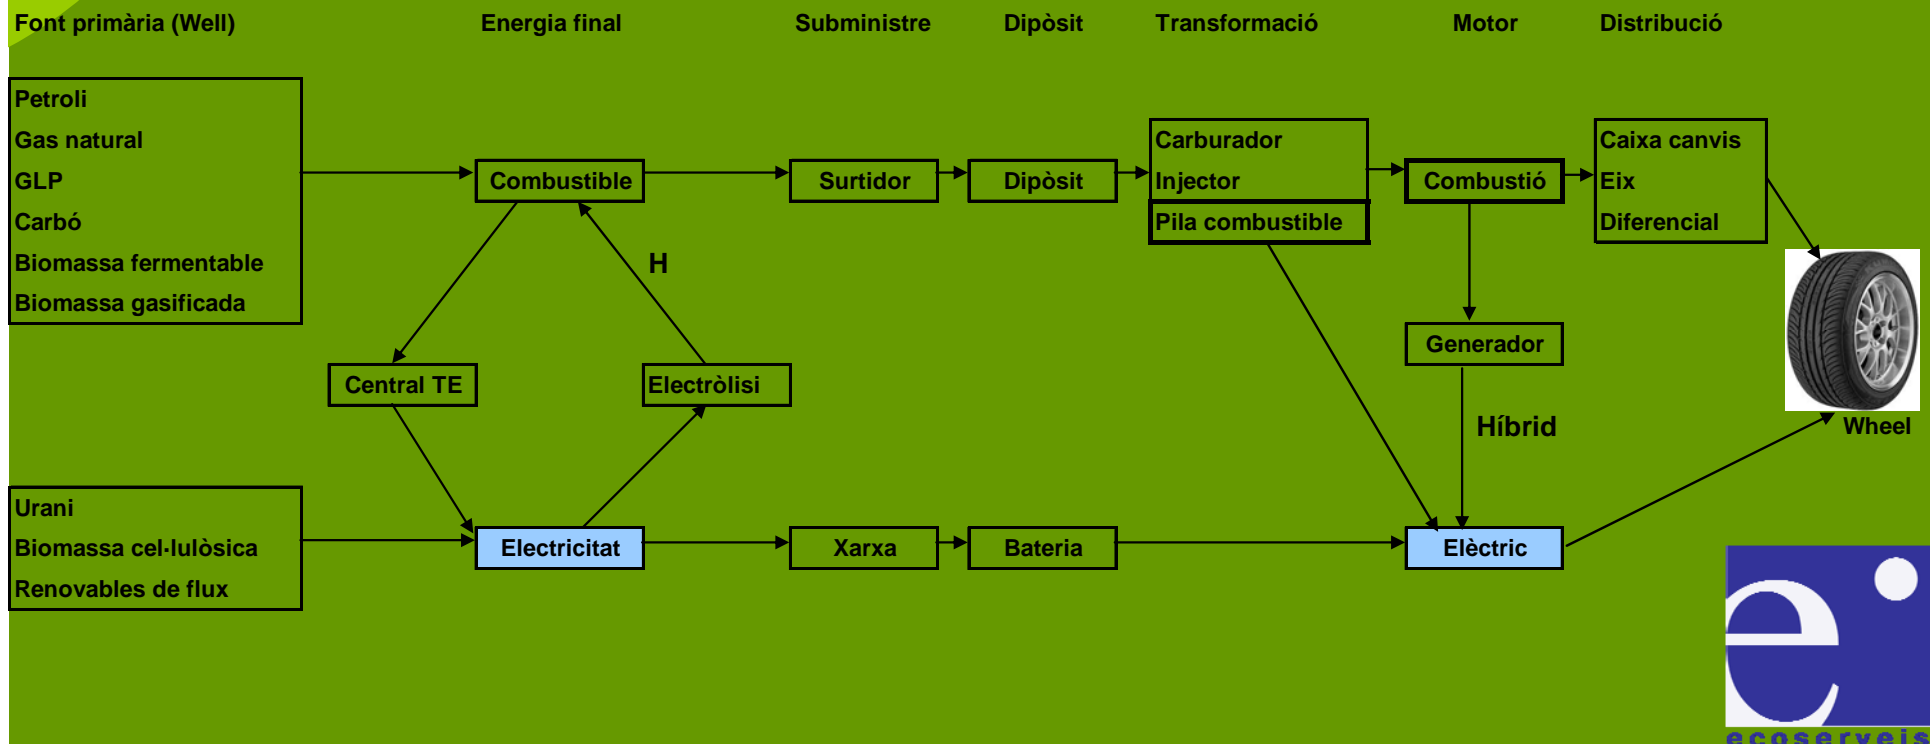 Font primària (Well)
Energia final
Subministre
Dipòsit
Transformació
Motor
Distribució
Petroli
Gas natural
GLP
Carbó
Biomassa fermentable
Biomassa gasificada
Combustible
Surtidor
Dipòsit
Carburador
Injector
Pila combustible
Combustió
Caixa canvis
Eix
Diferencial
H
Central TE
Electròlisi
Generador
Híbrid
Wheel
Urani
Biomassa cel·lulòsica
Renovables de flux
Electricitat
Xarxa
Bateria
Elèctric
e
ecoserveis